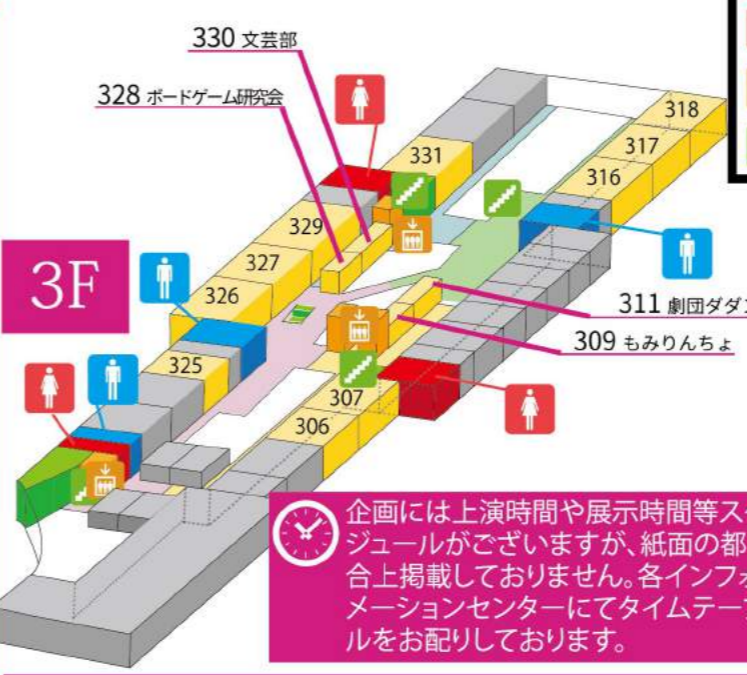 330 文芸部
328 ボードゲーム研究会
318
317
316
331
329
327
326
325
3F
311 劇団ダダ
309 もみりんちょ
307
306
企画には上演時間や展示時間等ス
ジュールがございますが、紙面の都
合上掲載しておりません。各インフォ
メーションセンターにてタイムテー
ルをお配りしております。